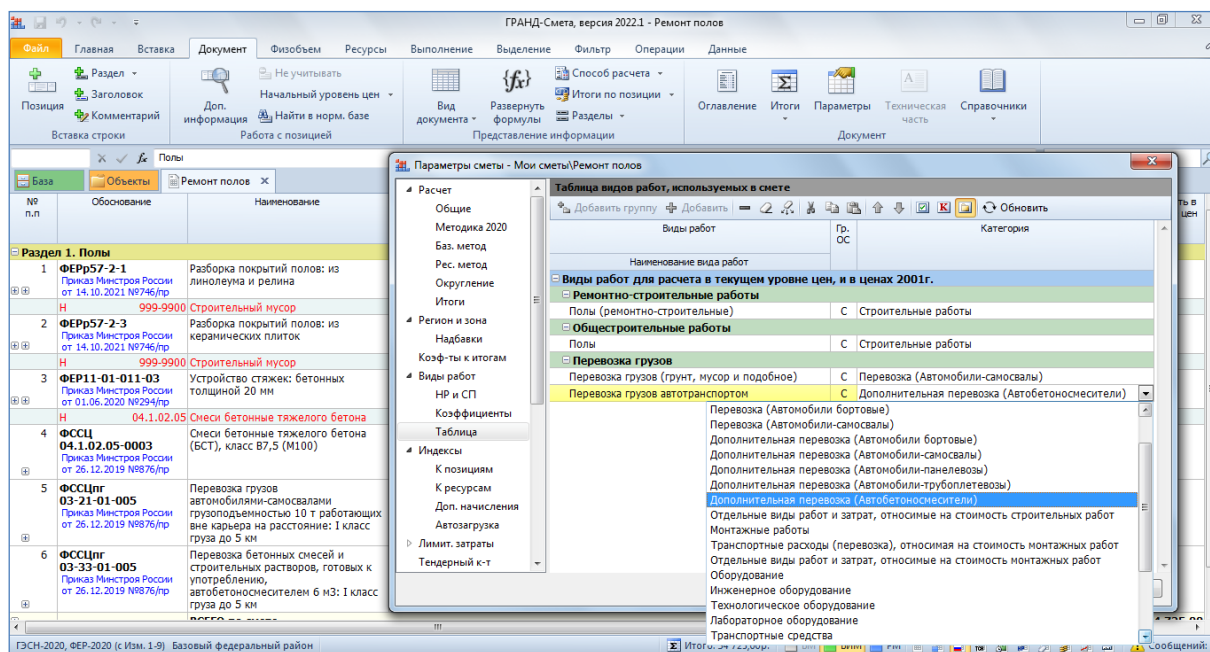 ГРАНД-Смета, версия 2022.1 - Ремонт полов
Файл Главная Вставка Документ Физобъем Ресурсы Выполнение Выделение Фильтр Операции Данные
Позиция
Раздел
Заголовок
Комментарий
Вставка строки
Доп. информация
Не учитывать
Начальный уровень цен
Найти в норм. базе
Работа с позицией
Вид документа
Развернуть формулы
Способ расчета
Итоги по позиции
Разделы
Представление информации
Оглавление Итоги Параметры Техническая часть Справочники
Документ
fx Полы
База Объекты Ремонт полов
№ п.п Обоснование Наименование
Раздел 1. Полы
1 ФЕРр57-2-1 Разборка покрытий полов: из
Приказ Минстроя России линолеума и релина
от 14.10.2021 №746/пр
Н 999-9900 Строительный мусор
2 ФЕРр57-2-3 Разборка покрытий полов: из
Приказ Минстроя России керамических плиток
от 14.10.2021 №746/пр
Н 999-9900 Строительный мусор
3 ФЕР11-01-011-03 Устройство стяжек: бетонных
Приказ Минстроя России толщиной 20 мм
от 01.06.2020 №294/пр
Н 04.1.02.05 Смеси бетонные тяжелого бетона
4 ФССЦ Смеси бетонные тяжелого бетона
04.1.02.05-0003 (БСТ), класс В7,5 (М100)
Приказ Минстроя России
от 26.12.2019 №876/пр
5 ФССЦпг Перевозка грузов
03-21-01-005 автомобилями-самосвалами
Приказ Минстроя России грузоподъемностью 10 т работающих
от 26.12.2019 №876/пр вне карьера на расстояние: I класс
груза до 5 км
6 ФССЦпг Перевозка бетонных смесей и
03-33-01-005 строительных растворов, готовых к
Приказ Минстроя России употреблению,
от 26.12.2019 №876/пр автобетоносмесителем 6 м3: I класс
груза до 5 км
Параметры сметы - Мои сметы\Ремонт полов
Расчет
Общие
Методика 2020
Баз. метод
Рес. метод
Округление
Итоги
Регион и зона
Надбавки
Коэф-ты к итогам
Виды работ
НР и СП
Коэффициенты
Таблица
Индексы
К позициям
К ресурсам
Доп. начисления
Автозагрузка
Лимит. затраты
Тендерный к-т
Таблица видов работ, используемых в смете
Добавить группу Добавить Обновить
Виды работ Гр. ОС Категория
Наименование вида работ
Виды работ для расчета в текущем уровне цен, и в ценах 2001г.
Ремонтно-строительные работы
Полы (ремонтно-строительные) С Строительные работы
Общестроительные работы
Полы С Строительные работы
Перевозка грузов
Перевозка грузов (грунт, мусор и подобное) С Перевозка (Автомобили-самосвалы)
Перевозка грузов автотранспортом С Дополнительная перевозка (Автобетоносмесители)
Перевозка (Автомобили бортовые)
Перевозка (Автомобили-самосвалы)
Дополнительная перевозка (Автомобили бортовые)
Дополнительная перевозка (Автомобили-самосвалы)
Дополнительная перевозка (Автомобили-панелевозы)
Дополнительная перевозка (Автомобили-трубоплетевозы)
Дополнительная перевозка (Автобетоносмесители)
Отдельные виды работ и затрат, относимые на стоимость строительных работ
Монтажные работы
Транспортные расходы (перевозка), относимая на стоимость монтажных работ
Отдельные виды работ и затрат, относимые на стоимость монтажных работ
Оборудование
Инженерное оборудование
Технологическое оборудование
Лабораторное оборудование
Транспортные средства
ГЭСН-2020, ФЕР-2020 (с Изм. 1-9) Базовый федеральный район
Сообщений: